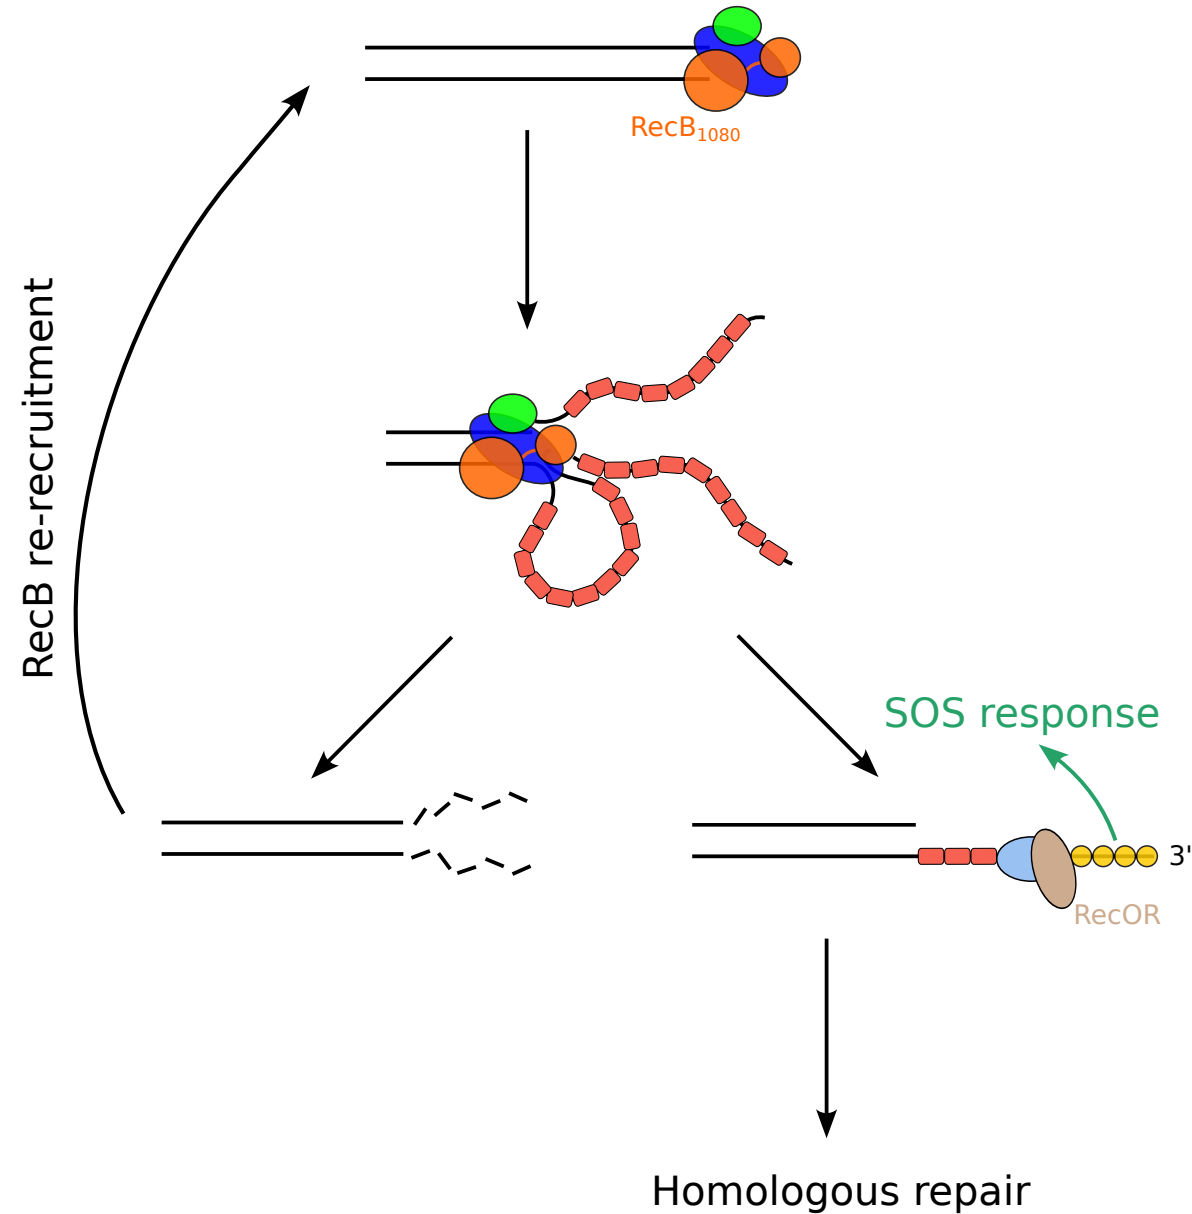 RecB₁₀₈₀
RecB re-recruitment
SOS response
3'
RecOR
Homologous repair